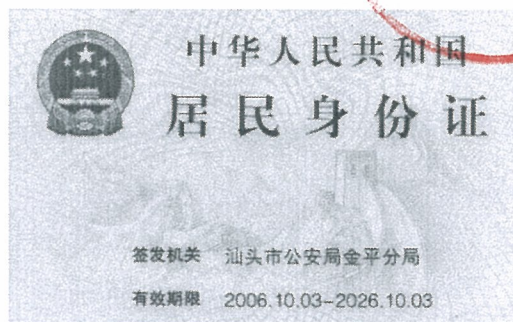 中华人民共和国
居民身份证
签发机关 汕头市公安局金平分局
有效期限 2006.10.03-2026.10.03